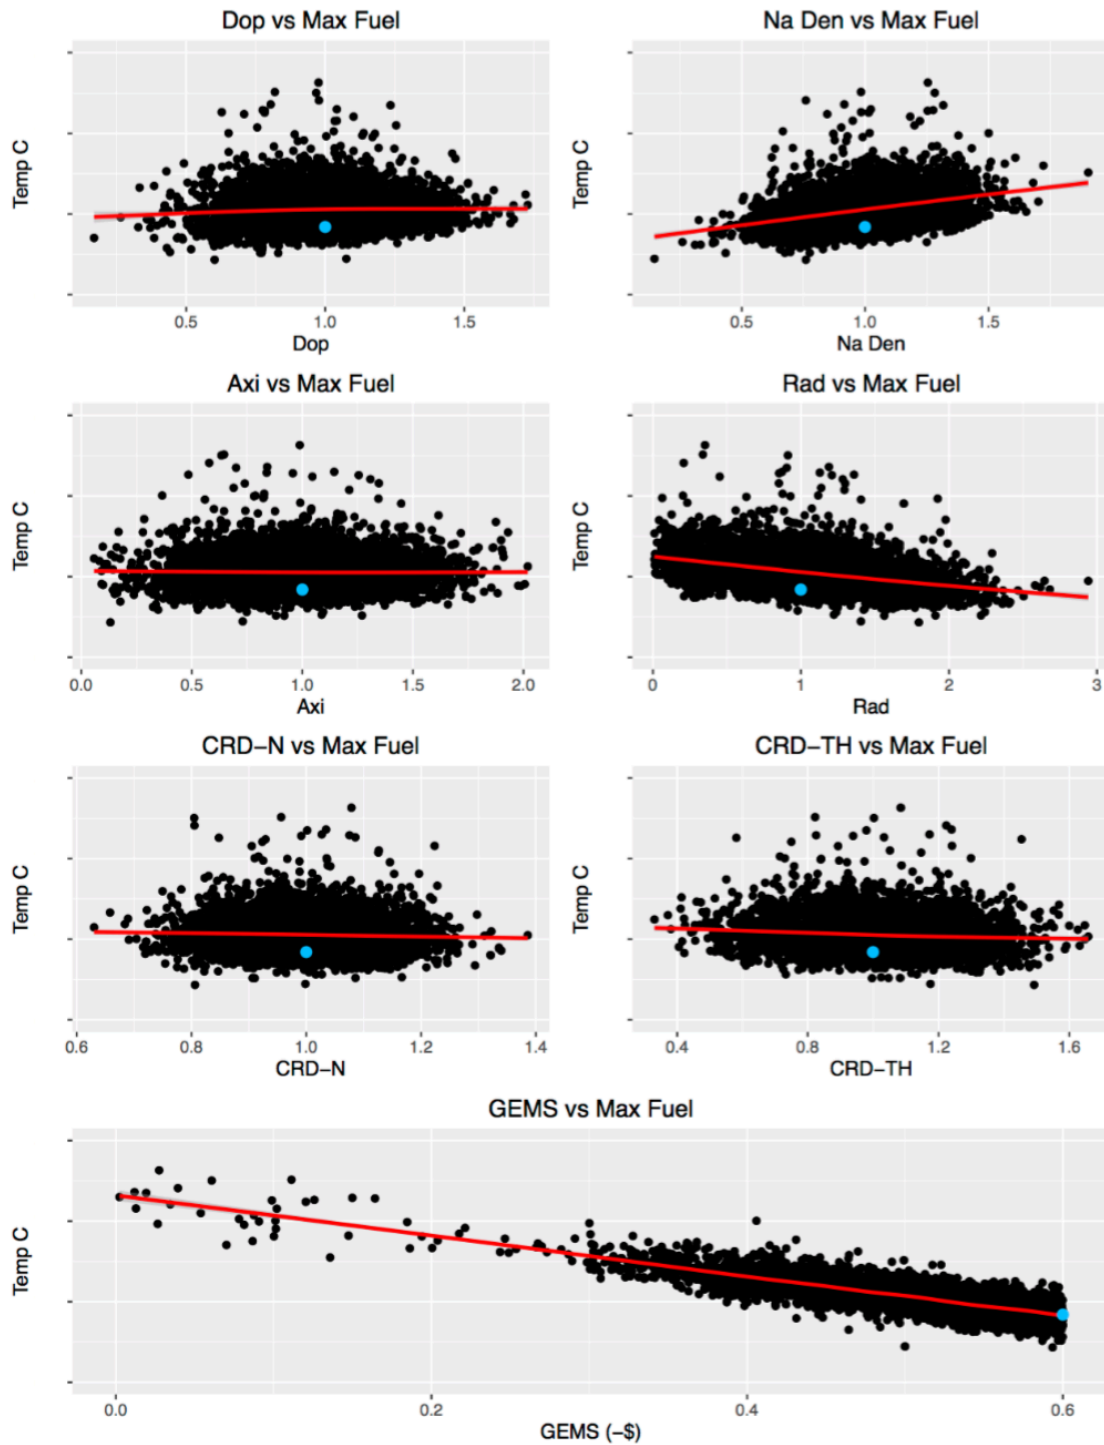 Dop vs Max Fuel
Na Den vs Max Fuel
Temp C
Temp C
0.5 1.0 1.5
0.5 1.0 1.5
Dop
Na Den
Axi vs Max Fuel
Rad vs Max Fuel
Temp C
Temp C
0.0 0.5 1.0 1.5 2.0
0 1 2 3
Axi
Rad
CRD−N vs Max Fuel
CRD−TH vs Max Fuel
Temp C
Temp C
0.6 0.8 1.0 1.2 1.4
0.4 0.8 1.2 1.6
CRD−N
CRD−TH
GEMS vs Max Fuel
Temp C
0.0 0.2 0.4 0.6
GEMS (−$)